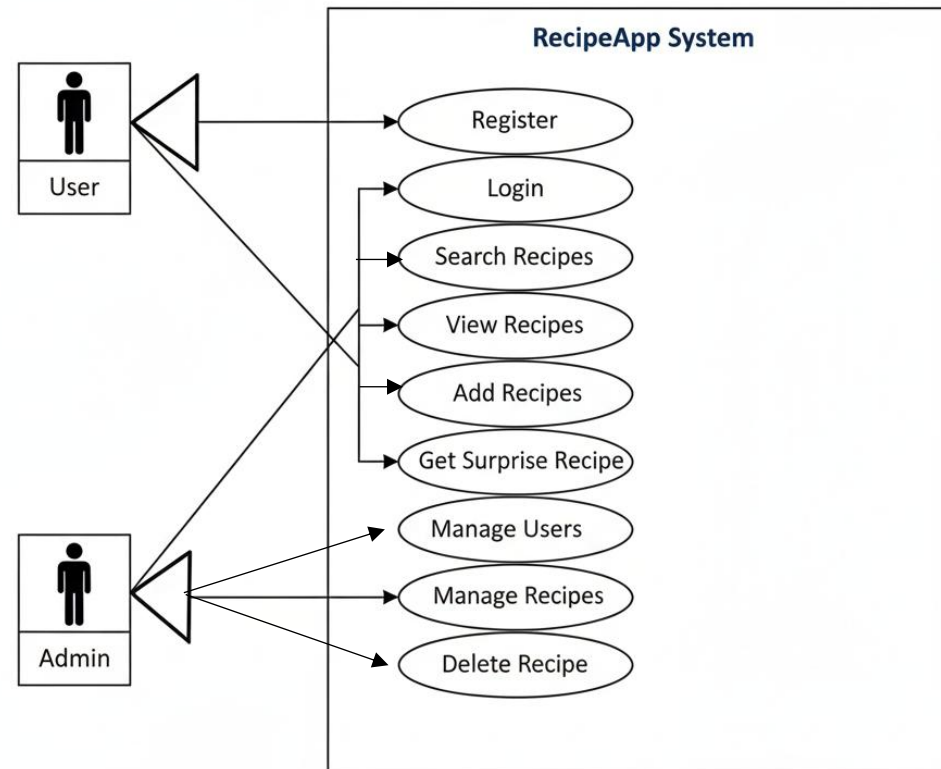 RecipeApp System
User
Register
Login
Search Recipes
View Recipes
Add Recipes
Get Surprise Recipe
Manage Users
Manage Recipes
Delete Recipe
Admin